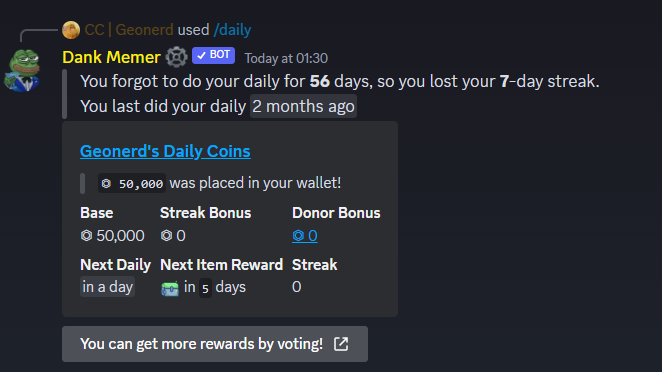 CC | Geonerd used /daily
Dank Memer ✓ BOT Today at 01:30
You forgot to do your daily for 56 days, so you lost your 7-day streak.
You last did your daily 2 months ago
Geonerd's Daily Coins
50,000 was placed in your wallet!
Base Streak Bonus Donor Bonus
50,000 0 0
Next Daily Next Item Reward Streak
in a day in 5 days 0
You can get more rewards by voting!